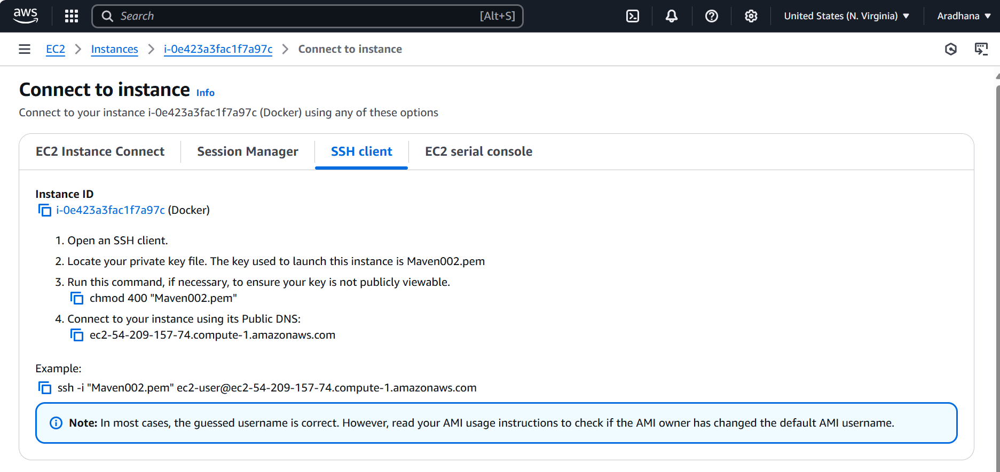 aws
Search [Alt+S]
United States (N. Virginia)
Aradhana
EC2 > Instances > i-0e423a3fac1f7a97c > Connect to instance
Connect to instance Info
Connect to your instance i-0e423a3fac1f7a97c (Docker) using any of these options
EC2 Instance Connect
Session Manager
SSH client
EC2 serial console
Instance ID
i-0e423a3fac1f7a97c (Docker)
1. Open an SSH client.
2. Locate your private key file. The key used to launch this instance is Maven002.pem
3. Run this command, if necessary, to ensure your key is not publicly viewable.
chmod 400 "Maven002.pem"
4. Connect to your instance using its Public DNS:
ec2-54-209-157-74.compute-1.amazonaws.com
Example:
ssh -i "Maven002.pem" ec2-user@ec2-54-209-157-74.compute-1.amazonaws.com
Note: In most cases, the guessed username is correct. However, read your AMI usage instructions to check if the AMI owner has changed the default AMI username.